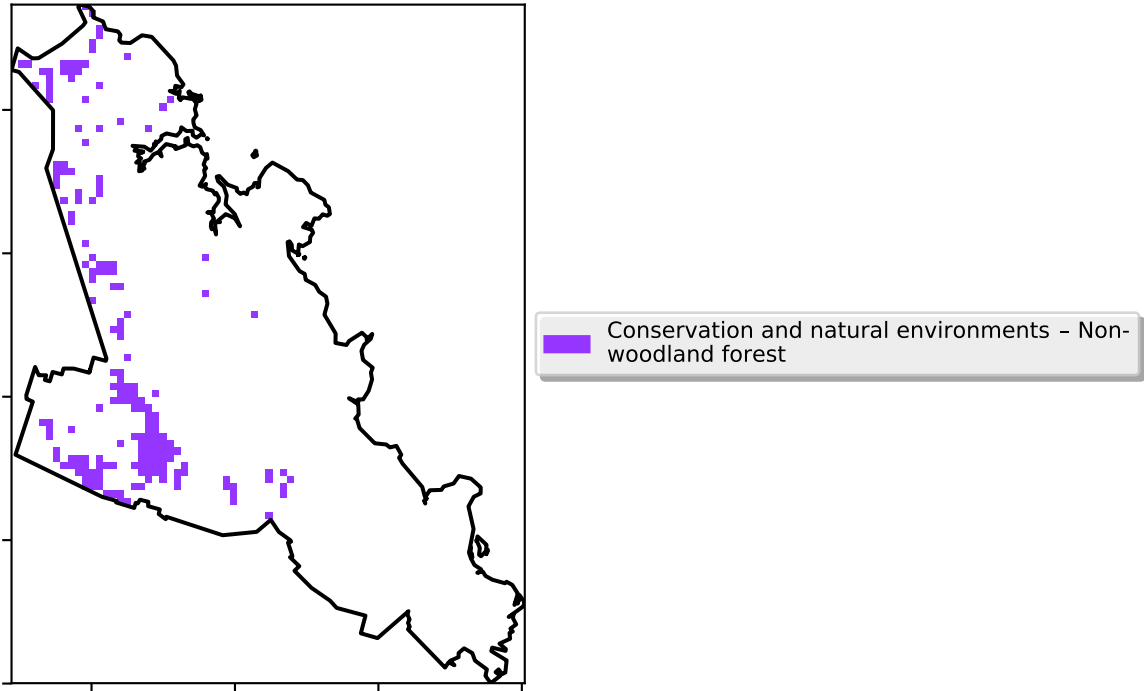 Conservation and natural environments – Non-
woodland forest